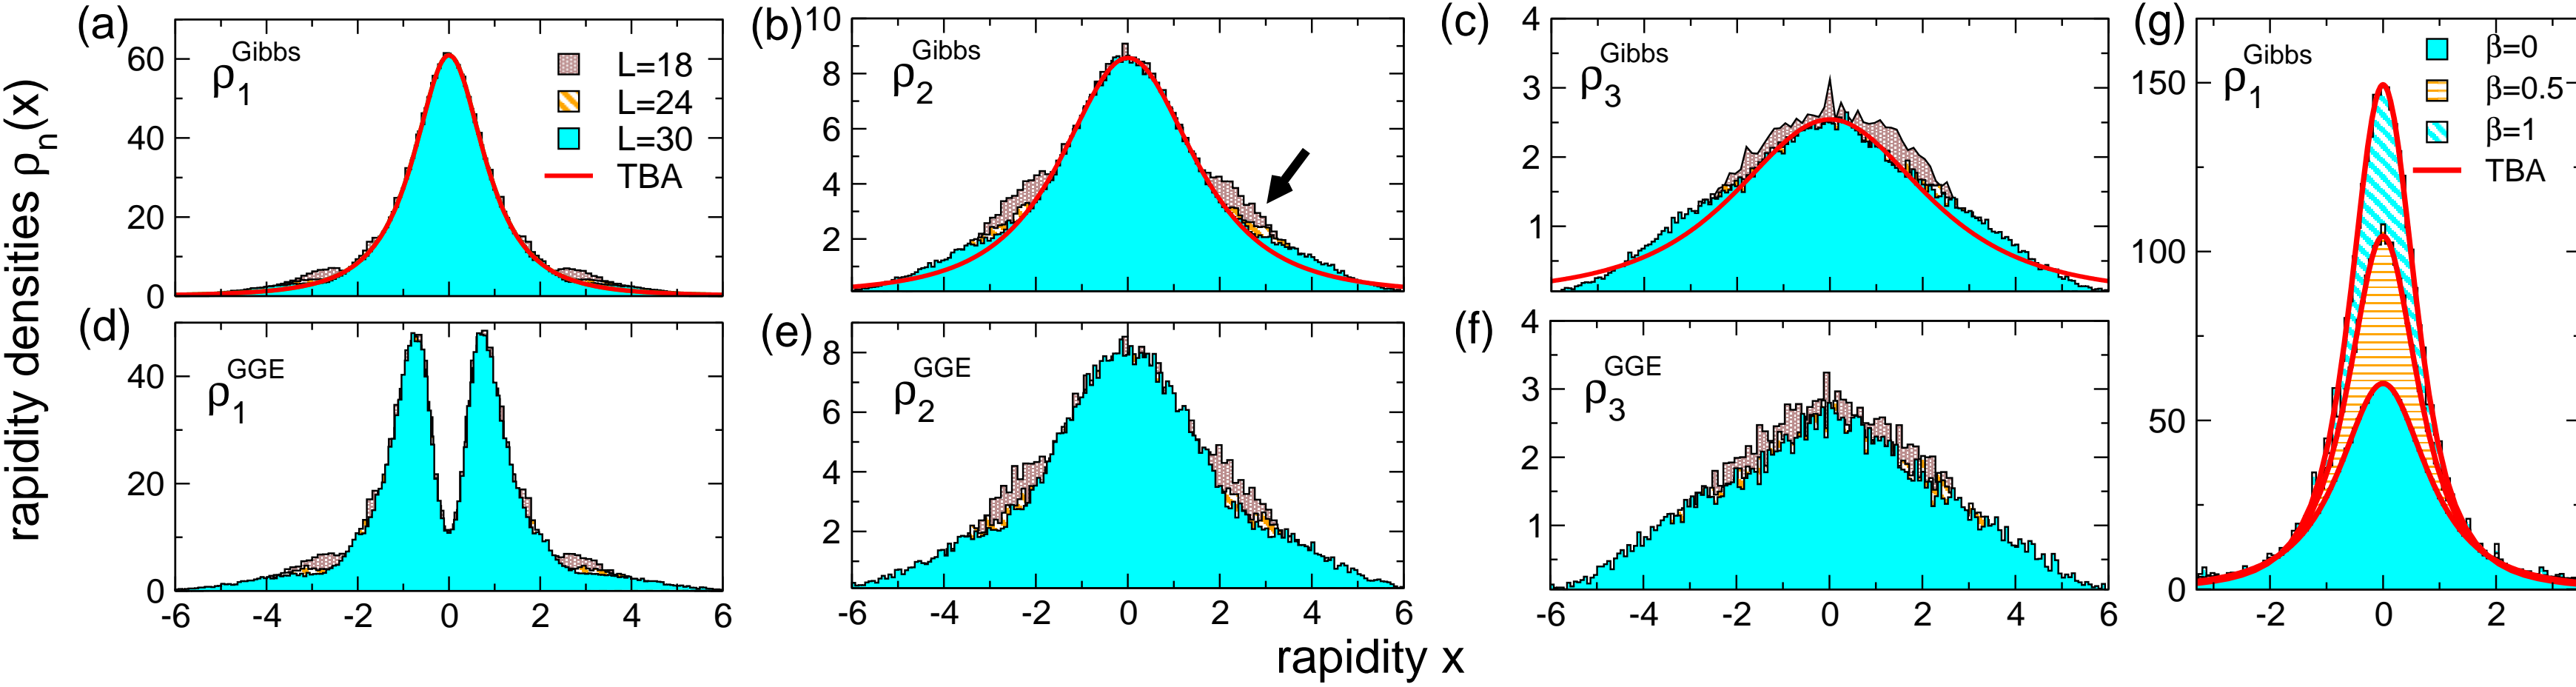 rapidity densities ρn(x)
(a)
ρ1Gibbs
L=18
L=24
L=30
TBA
60
40
20
0
(b)
ρ2Gibbs
10
8
6
4
2
(c)
ρ3Gibbs
4
3
2
1
(d)
ρ1GGE
40
20
0
-6 -4 -2 0 2 4 6
(e)
ρ2GGE
8
6
4
2
-6 -4 -2 0 2 4 6
(f)
ρ3GGE
4
3
2
1
-6 -4 -2 0 2 4 6
(g)
ρ1Gibbs
β=0
β=0.5
β=1
TBA
150
100
50
0
-2 0 2
rapidity x